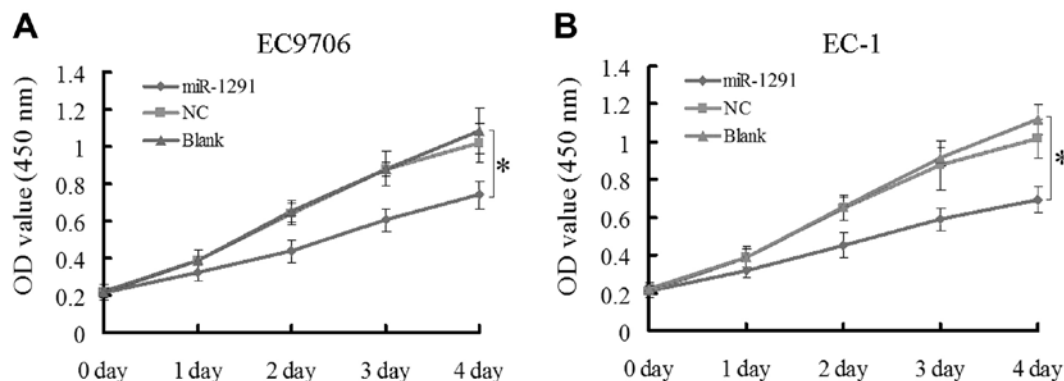 A
EC9706
OD value (450 nm)
1.4
1.2
1
0.8
0.6
0.4
0.2
0
miR-1291
NC
Blank
*
0 day
1 day
2 day
3 day
4 day
B
EC-1
OD value (450 nm)
1.4
1.2
1
0.8
0.6
0.4
0.2
0
miR-1291
NC
Blank
*
0 day
1 day
2 day
3 day
4 day